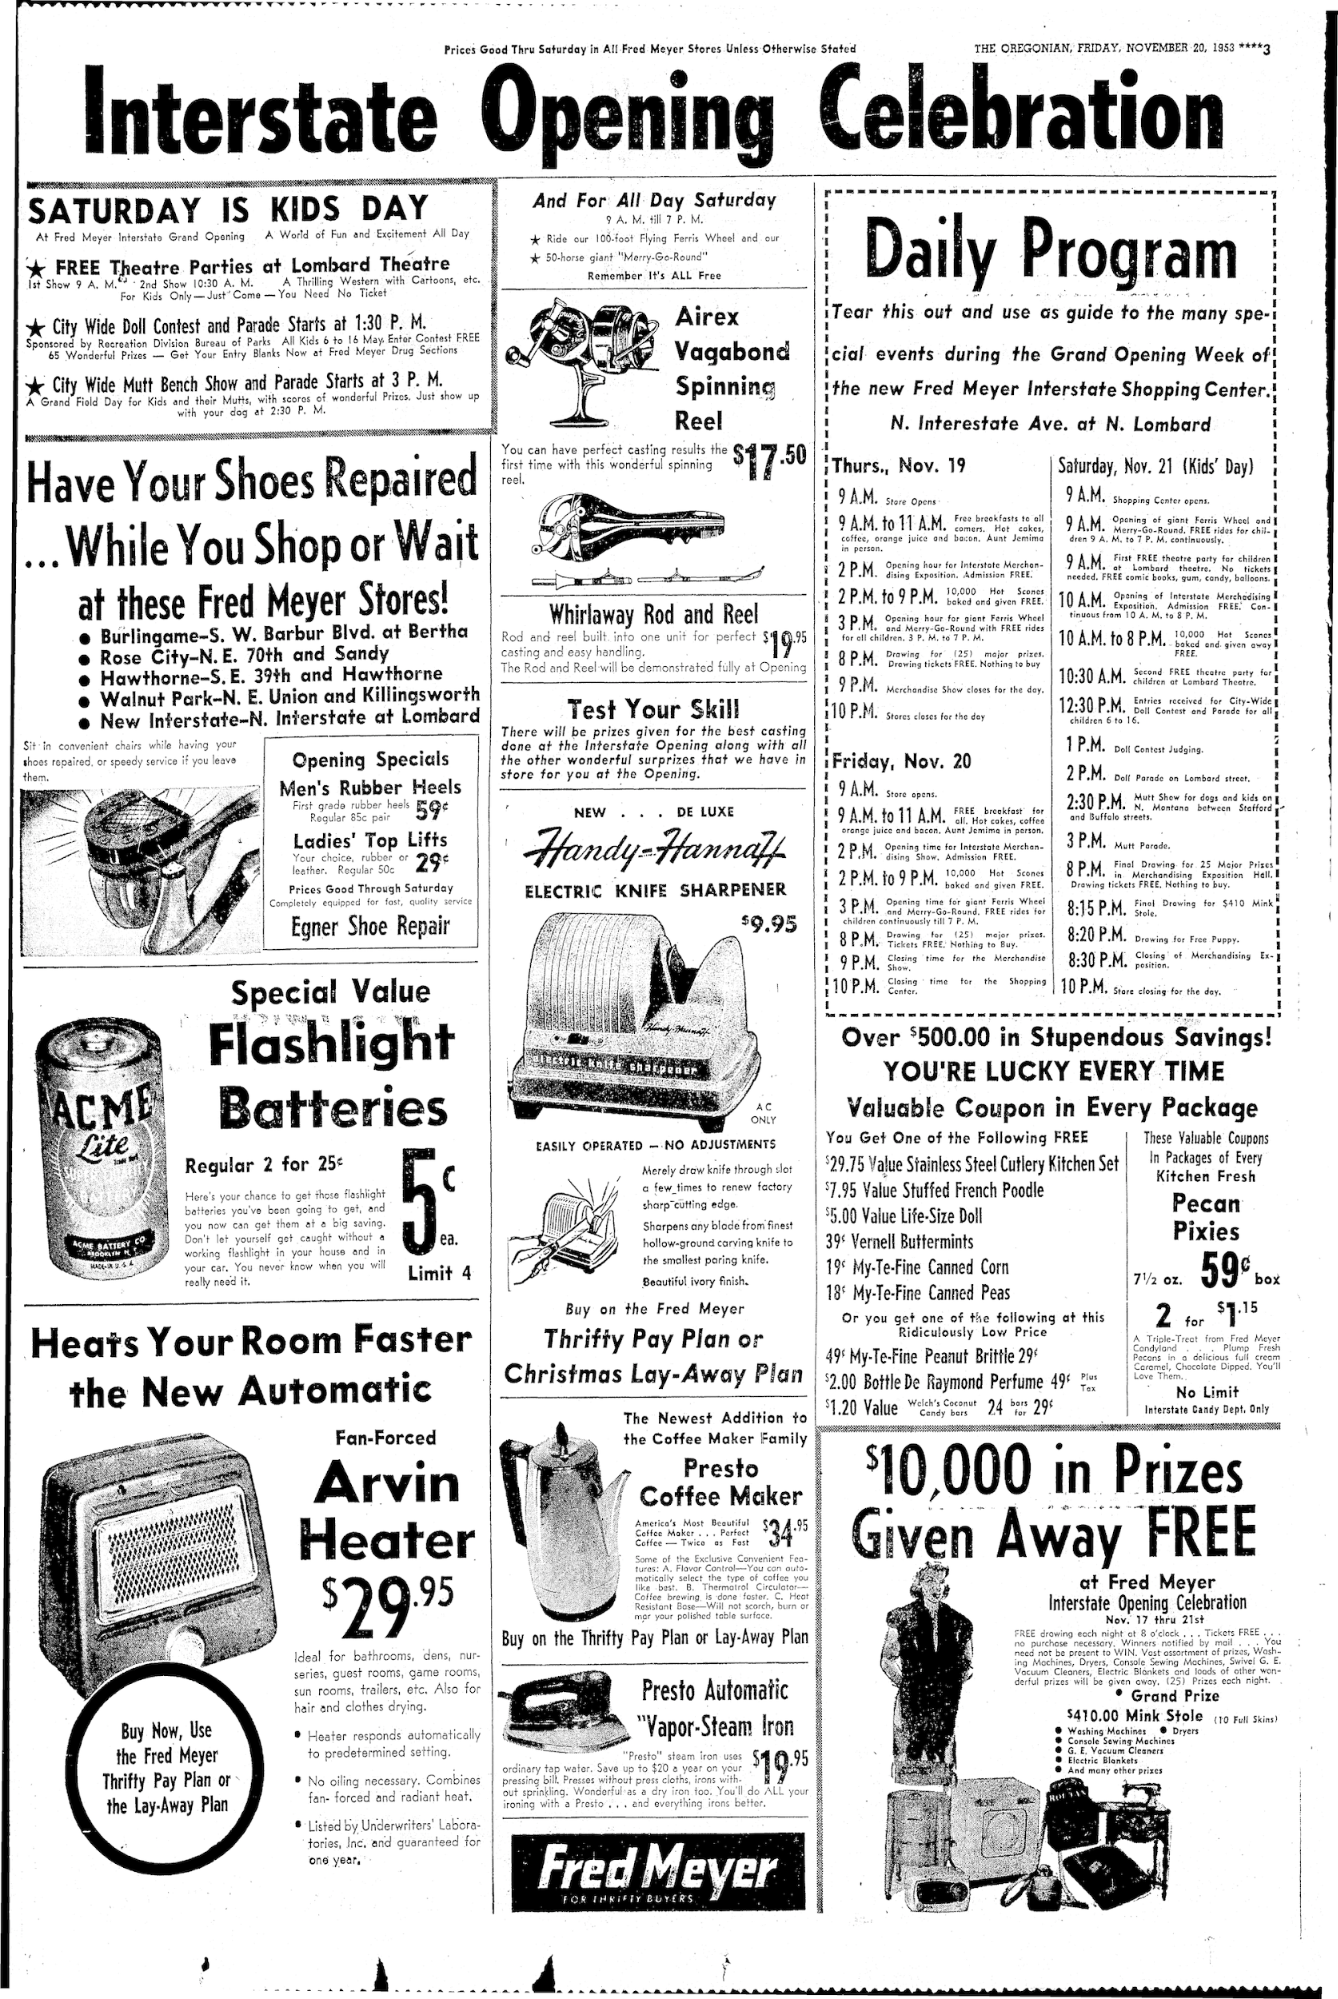 Prices Good Thru Saturday in All Fred Meyer Stores Unless Otherwise Stated
THE OREGONIAN, FRIDAY, NOVEMBER 20, 1953 ****3
Interstate Opening Celebration
SATURDAY IS KIDS DAY
At Fred Meyer Interstate Grand Opening A World of Fun and Excitement All Day
★ FREE Theatre Parties at Lombard Theatre
1st Show 9 A. M. 2nd Show 10:30 A. M. A Thrilling Western with Cartoons, etc.
For Kids Only—Just Come—You Need No Ticket
★ City Wide Doll Contest and Parade Starts at 1:30 P. M.
Sponsored by Recreation Division Bureau of Parks All Kids 6 to 16 May Enter Contest FREE
65 Wonderful Prizes — Get Your Entry Blanks Now at Fred Meyer Drug Sections
★ City Wide Mutt Bench Show and Parade Starts at 3 P. M.
A Grand Field Day for Kids and their Mutts, with scores of wonderful Prizes. Just show up
with your dog at 2:30 P. M.
Have Your Shoes Repaired
... While You Shop or Wait
at these Fred Meyer Stores!
● Burlingame–S. W. Barbur Blvd. at Bertha
● Rose City–N. E. 70th and Sandy
● Hawthorne–S. E. 39th and Hawthorne
● Walnut Park–N. E. Union and Killingsworth
● New Interstate–N. Interstate at Lombard
Sit in convenient chairs while having your
shoes repaired, or speedy service if you leave
them.
Opening Specials
Men's Rubber Heels
First grade rubber heels 59¢
Regular 85c pair
Ladies' Top Lifts
Your choice, rubber or 29¢
leather. Regular 50c
Prices Good Through Saturday
Completely equipped for fast, quality service
Egner Shoe Repair
Special Value
Flashlight
Batteries
ACME
Lite
ACME BATTERY CO
BROOKLYN N. Y.
MADE IN U.S.A.
Regular 2 for 25¢
Here's your chance to get those flashlight
batteries you've been going to get, and
you now can get them at a big saving.
Don't let yourself get caught without a
working flashlight in your house and in
your car. You never know when you will
really need it.
5¢
ea.
Limit 4
Heats Your Room Faster
the New Automatic
Fan-Forced
Arvin
Heater
$29.95
Ideal for bathrooms, dens, nur-
series, guest rooms, game rooms,
sun rooms, trailers, etc. Also for
hair and clothes drying.
● Heater responds automatically
to predetermined setting.
● No oiling necessary. Combines
fan- forced and radiant heat.
● Listed by Underwriters' Labora-
tories, Inc. and guaranteed for
one year.
Buy Now, Use
the Fred Meyer
Thrifty Pay Plan or
the Lay-Away Plan
And For All Day Saturday
9 A. M. till 7 P. M.
★ Ride our 100-foot Flying Ferris Wheel and our
★ 50-horse giant "Merry-Go-Round"
Remember It's ALL Free
Airex
Vagabond
Spinning
Reel
You can have perfect casting results the
first time with this wonderful spinning
reel.
$17.50
Whirlaway Rod and Reel
Rod and reel built into one unit for perfect $19.95
casting and easy handling.
The Rod and Reel will be demonstrated fully at Opening
Test Your Skill
There will be prizes given for the best casting
done at the Interstate Opening along with all
the other wonderful surprizes that we have in
store for you at the Opening.
NEW . . . DE LUXE
Handy-Hannah
ELECTRIC KNIFE SHARPENER
$9.95
Handy-Hannah
electric knife sharpener
AC
ONLY
EASILY OPERATED — NO ADJUSTMENTS
Merely draw knife through slot
a few times to renew factory
sharp cutting edge.
Sharpens any blade from finest
hollow-ground carving knife to
the smallest paring knife.
Beautiful ivory finish.
Buy on the Fred Meyer
Thrifty Pay Plan or
Christmas Lay-Away Plan
The Newest Addition to
the Coffee Maker Family
Presto
Coffee Maker
America's Most Beautiful
Coffee Maker . . . Perfect
Coffee — Twice as Fast
$34.95
Some of the Exclusive Convenient Fea-
tures: A. Flavor Control—You can auto-
matically select the type of coffee you
like best. B. Thermatrol Circulator—
Coffee brewing is done faster. C. Heat
Resistant Base—Will not scorch, burn or
mar your polished table surface.
Buy on the Thrifty Pay Plan or Lay-Away Plan
Presto Automatic
"Vapor-Steam Iron
"Presto" steam iron uses $19.95
ordinary tap water. Save up to $20 a year on your
pressing bill. Presses without press cloths, irons with-
out sprinkling. Wonderful as a dry iron too. You'll do ALL your
ironing with a Presto . . . and everything irons better.
Fred Meyer
FOR THRIFTY BUYERS
Daily Program
Tear this out and use as guide to the many spe-
cial events during the Grand Opening Week of
the new Fred Meyer Interstate Shopping Center.
N. Interestate Ave. at N. Lombard
Thurs., Nov. 19
9 A.M. Store Opens
9 A.M. to 11 A.M. Free breakfasts to all
comers. Hot cakes,
coffee, orange juice and bacon. Aunt Jemima
in person.
2 P.M. Opening hour for Interstate Merchan-
dising Exposition. Admission FREE.
2 P.M. to 9 P.M. 10,000 Hot Scones
baked and given FREE.
3 P.M. Opening hour for giant Ferris Wheel
and Merry-Go-Round with FREE rides
for all children. 3 P. M. to 7 P. M.
8 P.M. Drawing for (25) major prizes.
Drawing tickets FREE. Nothing to buy
9 P.M. Merchandise Show closes for the day.
10 P.M. Stores closes for the day
Friday, Nov. 20
9 A.M. Store opens.
9 A.M. to 11 A.M. FREE breakfast for
all. Hot cakes, coffee
orange juice and bacon. Aunt Jemima in person.
2 P.M. Opening time for Interstate Merchan-
dising Show. Admission FREE.
2 P.M. to 9 P.M. 10,000 Hot Scones
baked and given FREE.
3 P.M. Opening time for giant Ferris Wheel
and Merry-Go-Round. FREE rides for
children continuously till 7 P. M.
8 P.M. Drawing for (25) major prizes.
Tickets FREE. Nothing to Buy.
9 P.M. Closing time for the Merchandise
Show.
10 P.M. Closing time for the Shopping
Center.
Saturday, Nov. 21 (Kids' Day)
9 A.M. Shopping Center opens.
9 A.M. Opening of giant Ferris Wheel and
Merry-Go-Round. FREE rides for chil-
dren 9 A. M. to 7 P. M. continuously.
9 A.M. First FREE theatre party for children
at Lombard theatre. No tickets
needed. FREE comic books, gum, candy, balloons.
10 A.M. Opening of Interstate Merchadising
Exposition, Admission FREE. Con-
tinuous from 10 A. M. to 8 P. M.
10 A.M. to 8 P.M. 10,000 Hot Scones
baked and given away
FREE.
10:30 A.M. Second FREE theatre party for
children at Lombard Theatre.
12:30 P.M. Entries received for City-Wide
Doll Contest and Parade for all
children 6 to 16.
1 P.M. Doll Contest Judging.
2 P.M. Doll Parade on Lombard street.
2:30 P.M. Mutt Show for dogs and kids on
N. Montana between Stafford
and Buffalo streets.
3 P.M. Mutt Parade.
8 P.M. Final Drawing for 25 Major Prizes
in Merchandising Exposition Hall.
Drawing tickets FREE. Nothing to buy.
8:15 P.M. Final Drawing for $410 Mink
Stole.
8:20 P.M. Drawing for Free Puppy.
8:30 P.M. Closing of Merchandising Ex-
position.
10 P.M. Store closing for the day.
Over $500.00 in Stupendous Savings!
YOU'RE LUCKY EVERY TIME
Valuable Coupon in Every Package
You Get One of the Following FREE
$29.75 Value Stainless Steel Cutlery Kitchen Set
$7.95 Value Stuffed French Poodle
$5.00 Value Life-Size Doll
39¢ Vernell Buttermints
19¢ My-Te-Fine Canned Corn
18¢ My-Te-Fine Canned Peas
Or you get one of the following at this
Ridiculously Low Price
49¢ My-Te-Fine Peanut Brittle 29¢
$2.00 Bottle De Raymond Perfume 49¢ Plus Tax
$1.20 Value Welch's Coconut Candy bars 24 bars for 29¢
These Valuable Coupons
In Packages of Every
Kitchen Fresh
Pecan
Pixies
7½ oz. 59¢ box
2 for $1.15
A Triple-Treat from Fred Meyer
Candyland . . . Plump Fresh
Pecans in a delicious full cream
Caramel, Chocolate Dipped. You'll
Love Them.
No Limit
Interstate Candy Dept. Only
$10,000 in Prizes
Given Away FREE
at Fred Meyer
Interstate Opening Celebration
Nov. 17 thru 21st
FREE drawing each night at 8 o'clock . . . Tickets FREE . . .
no purchase necessary. Winners notified by mail . . . You
need not be present to WIN. Vast assortment of prizes, Wash-
ing Machines, Dryers, Console Sewing Machines, Swivel G. E.
Vacuum Cleaners, Electric Blankets and loads of other won-
derful prizes will be given away. (25) Prizes each night.
● Grand Prize
$410.00 Mink Stole (10 Full Skins)
● Washing Machines ● Dryers
● Console Sewing Machines
● G. E. Vacuum Cleaners
● Electric Blankets
● And many other prizes